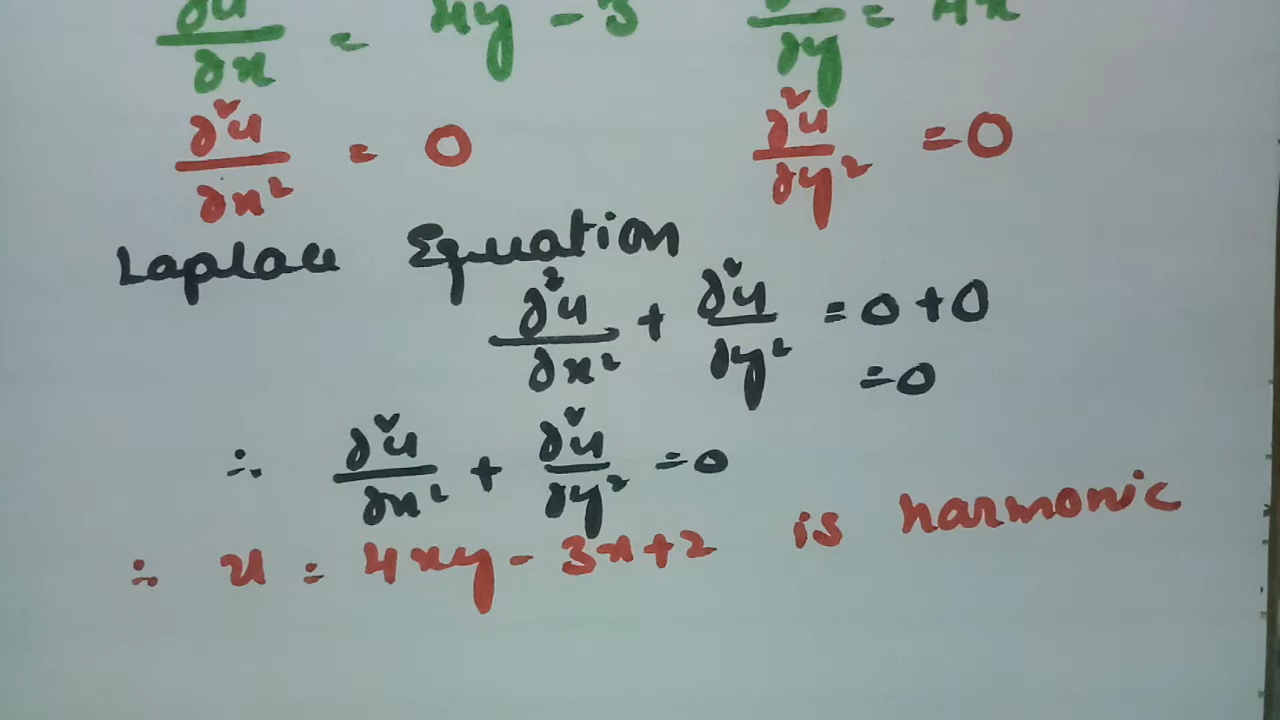 ∂u/∂x = 4y - 3 ∂u/∂y = 4x
∂²u/∂x² = 0 ∂²u/∂y² = 0
Laplace Equation
∂²u/∂x² + ∂²u/∂y² = 0 + 0
= 0
∴ ∂²u/∂x² + ∂²u/∂y² = 0
∴ u = 4xy - 3x + 2 is harmonic